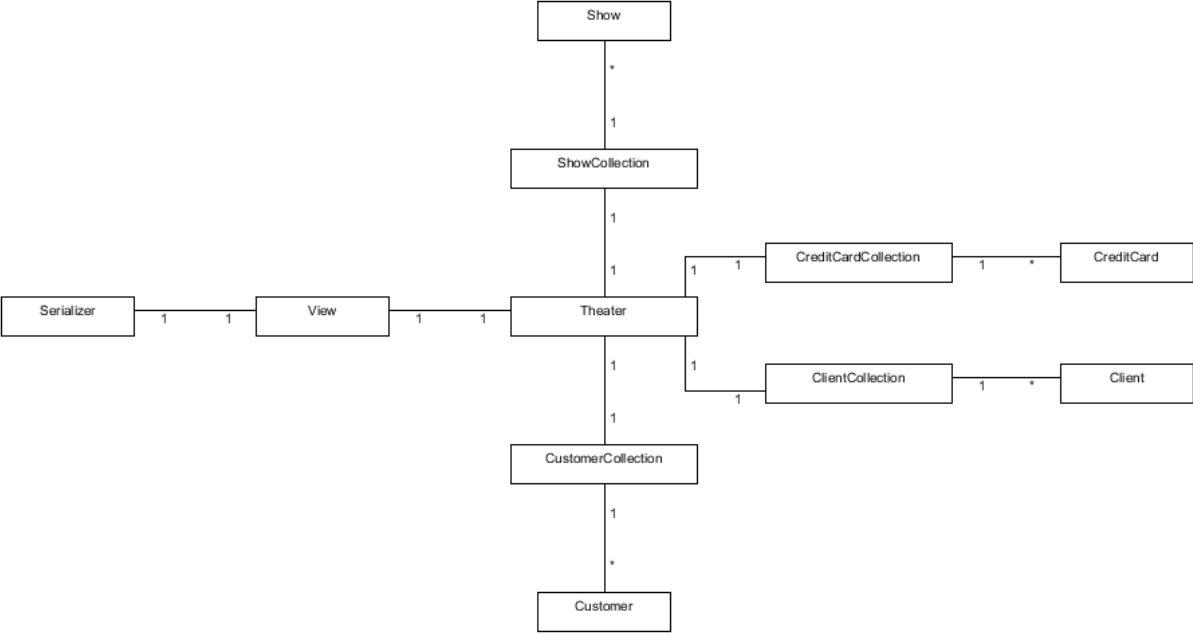 Show
*
1
ShowCollection
1
1
CreditCardCollection
CreditCard
1
1
1
*
Serializer
View
Theater
1
1
1
1
1
1
ClientCollection
Client
1
1
*
1
CustomerCollection
1
*
Customer